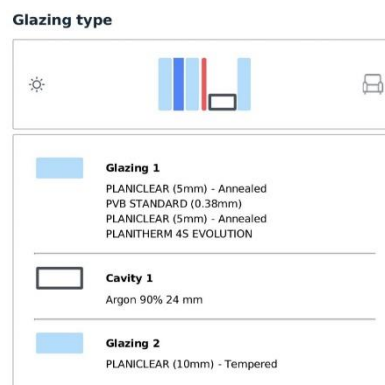 Glazing type
Glazing 1
PLANICLEAR (5mm) - Annealed
PVB STANDARD (0.38mm)
PLANICLEAR (5mm) - Annealed
PLANITHERM 4S EVOLUTION
Cavity 1
Argon 90% 24 mm
Glazing 2
PLANICLEAR (10mm) - Tempered